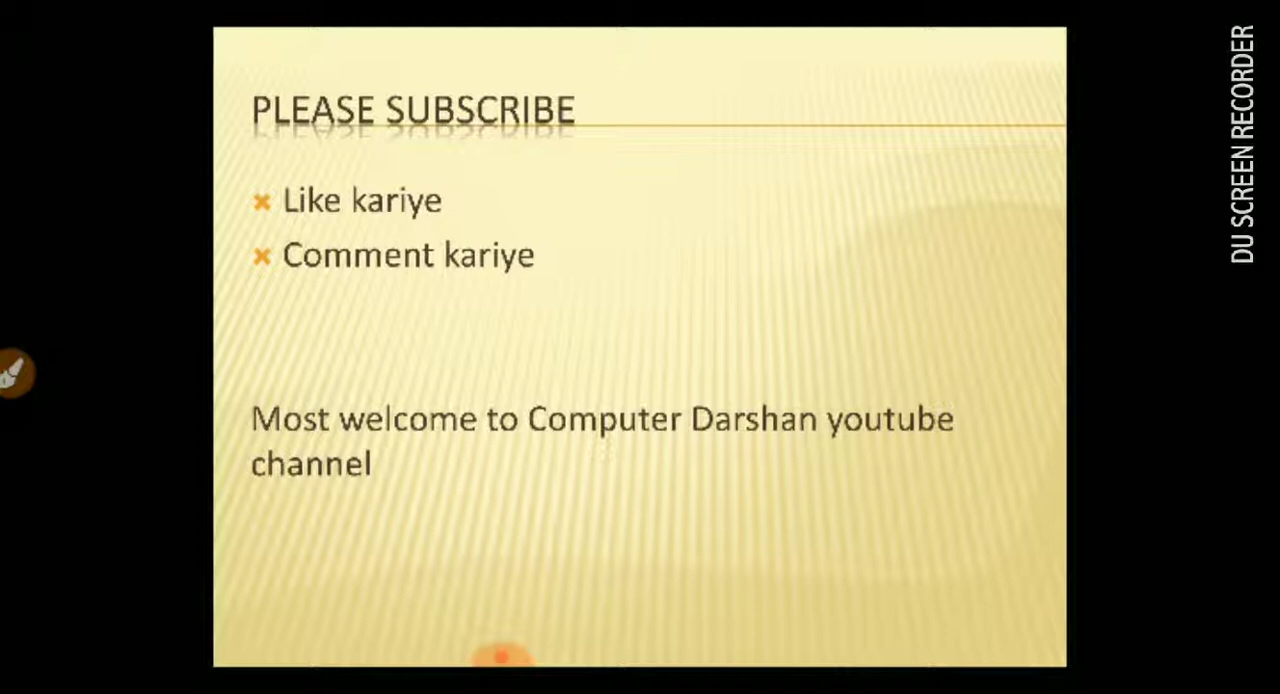 PLEASE SUBSCRIBE
Like kariye
Comment kariye
Most welcome to Computer Darshan youtube
channel
DU SCREEN RECORDER